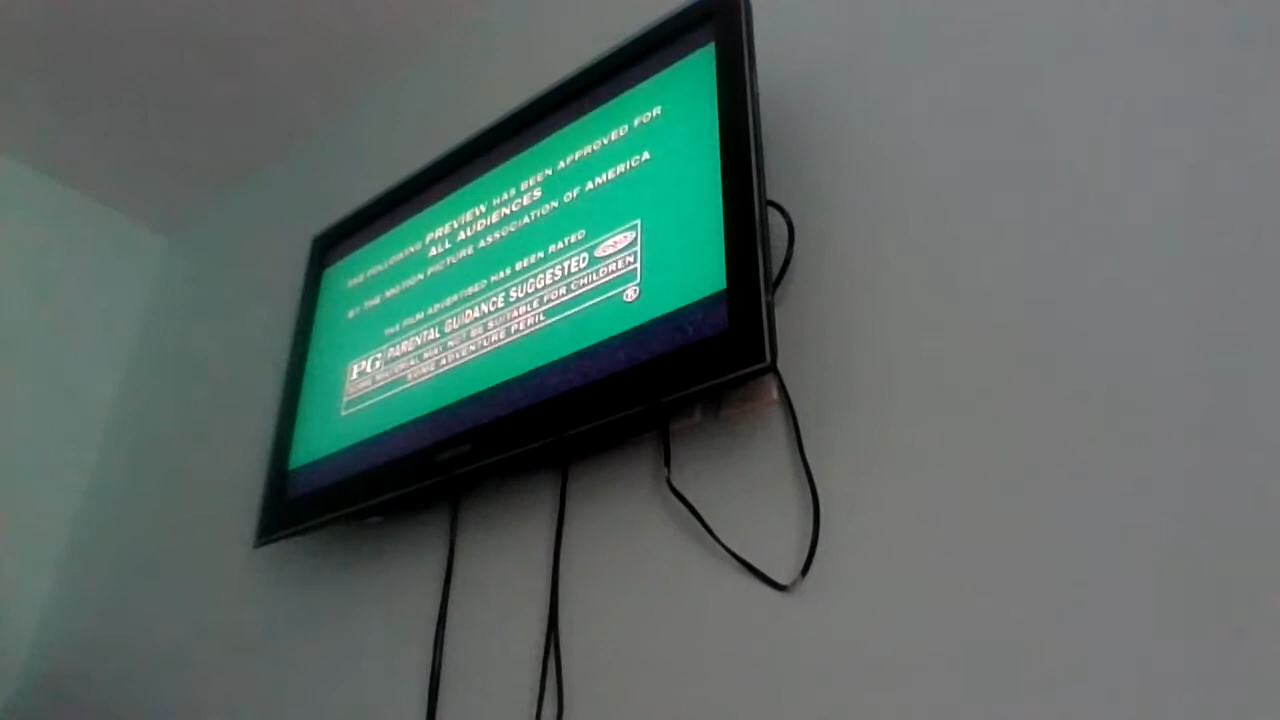 THE FOLLOWING PREVIEW HAS BEEN APPROVED FOR
ALL AUDIENCES
BY THE MOTION PICTURE ASSOCIATION OF AMERICA
THE FILM ADVERTISED HAS BEEN RATED
PG PARENTAL GUIDANCE SUGGESTED
SOME MATERIAL MAY NOT BE SUITABLE FOR CHILDREN
SOME ADVENTURE PERIL
®